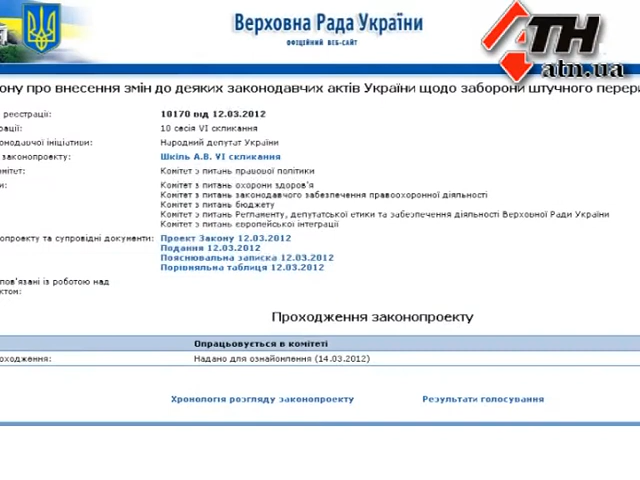 Верховна Рада України
ОФІЦІЙНИЙ ВЕБ-САЙТ
АТН
atn.ua
ону про внесення змін до деяких законодавчих актів України щодо заборони штучного перери
реєстрації: 10170 від 12.03.2012
рації: 10 сесія VI скликання
онодавчої ініціативи: Народний депутат України
законопроекту: Шкіль А.В. VI скликання
мітет: Комітет з питань правової політики
и: Комітет з питань охорони здоров'я
Комітет з питань законодавчого забезпечення правоохоронної діяльності
Комітет з питань бюджету
Комітет з питань Регламенту, депутатської етики та забезпечення діяльності Верховної Ради України
Комітет з питань європейської інтеграції
опроекту та супровідні документи: Проект Закону 12.03.2012
Подання 12.03.2012
Пояснювальна записка 12.03.2012
Порівняльна таблиця 12.03.2012
пов'язані із роботою над
ктом:
Проходження законопроекту
Опрацьовується в комітеті
оходження: Надано для ознайомлення (14.03.2012)
Хронологія розгляду законопроекту Результати голосування